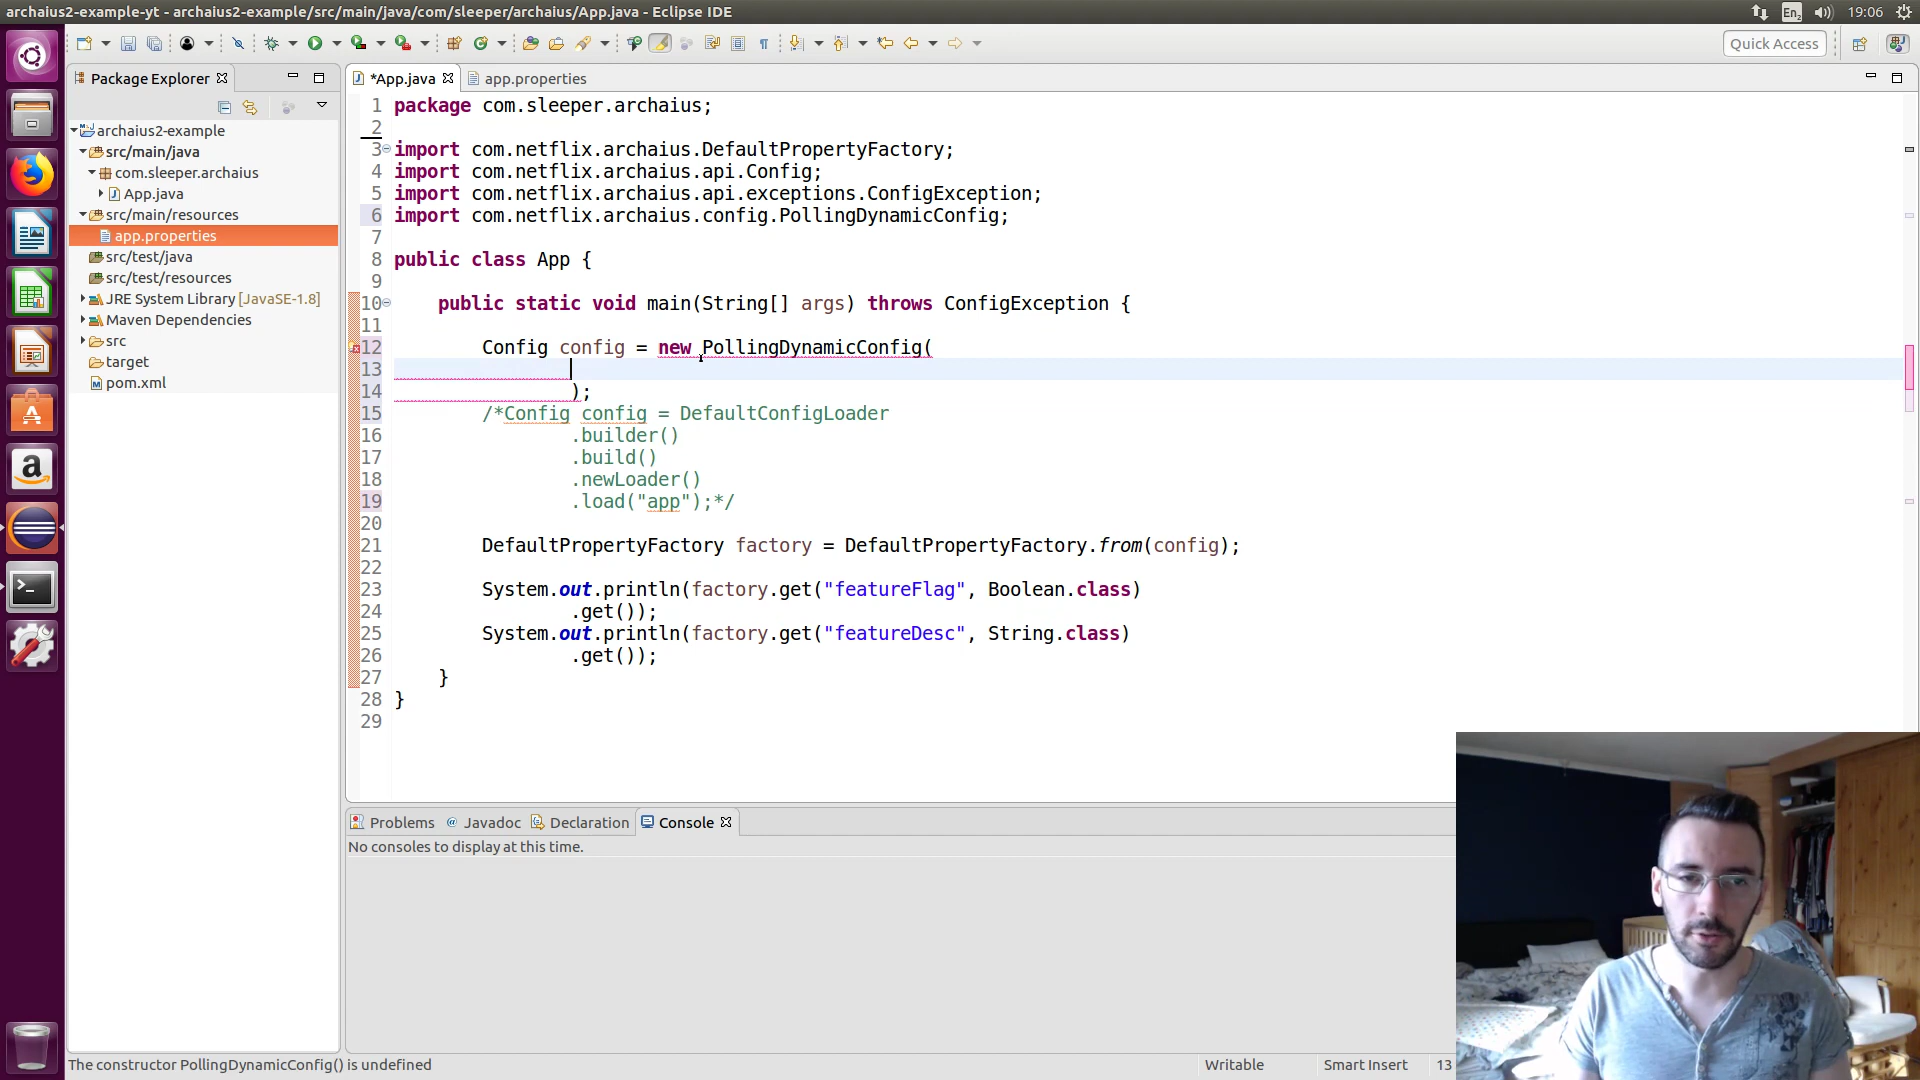 archaius2-example-yt - archaius2-example/src/main/java/com/sleeper/archaius/App.java - Eclipse IDE
En2 19:06
Quick Access
Package Explorer
*App.java app.properties
archaius2-example
src/main/java
com.sleeper.archaius
App.java
src/main/resources
app.properties
src/test/java
src/test/resources
JRE System Library [JavaSE-1.8]
Maven Dependencies
src
target
pom.xml
1 package com.sleeper.archaius;
2
3 import com.netflix.archaius.DefaultPropertyFactory;
4 import com.netflix.archaius.api.Config;
5 import com.netflix.archaius.api.exceptions.ConfigException;
6 import com.netflix.archaius.config.PollingDynamicConfig;
7
8 public class App {
9
10 public static void main(String[] args) throws ConfigException {
11
12 Config config = new PollingDynamicConfig(
13
14 );
15 /*Config config = DefaultConfigLoader
16 .builder()
17 .build()
18 .newLoader()
19 .load("app");*/
20
21 DefaultPropertyFactory factory = DefaultPropertyFactory.from(config);
22
23 System.out.println(factory.get("featureFlag", Boolean.class)
24 .get());
25 System.out.println(factory.get("featureDesc", String.class)
26 .get());
27 }
28 }
29
Problems @ Javadoc Declaration Console
No consoles to display at this time.
The constructor PollingDynamicConfig() is undefined
Writable Smart Insert 13